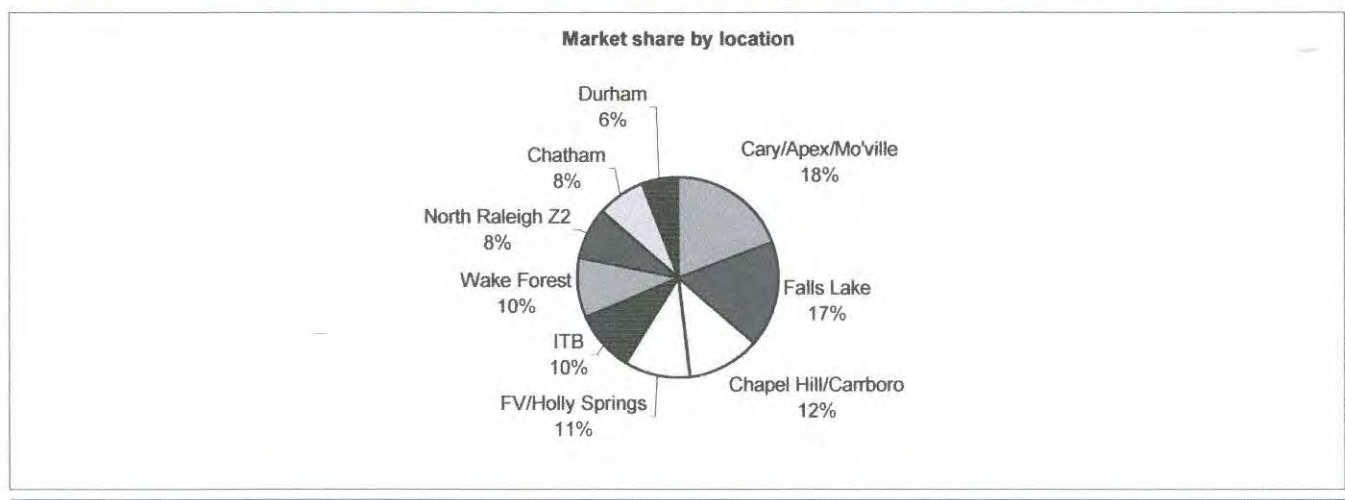 Market share by location
Durham
6%
Cary/Apex/Mo'ville
18%
Chatham
8%
North Raleigh Z2
8%
Wake Forest
10%
Falls Lake
17%
ITB
10%
Chapel Hill/Carrboro
12%
FV/Holly Springs
11%